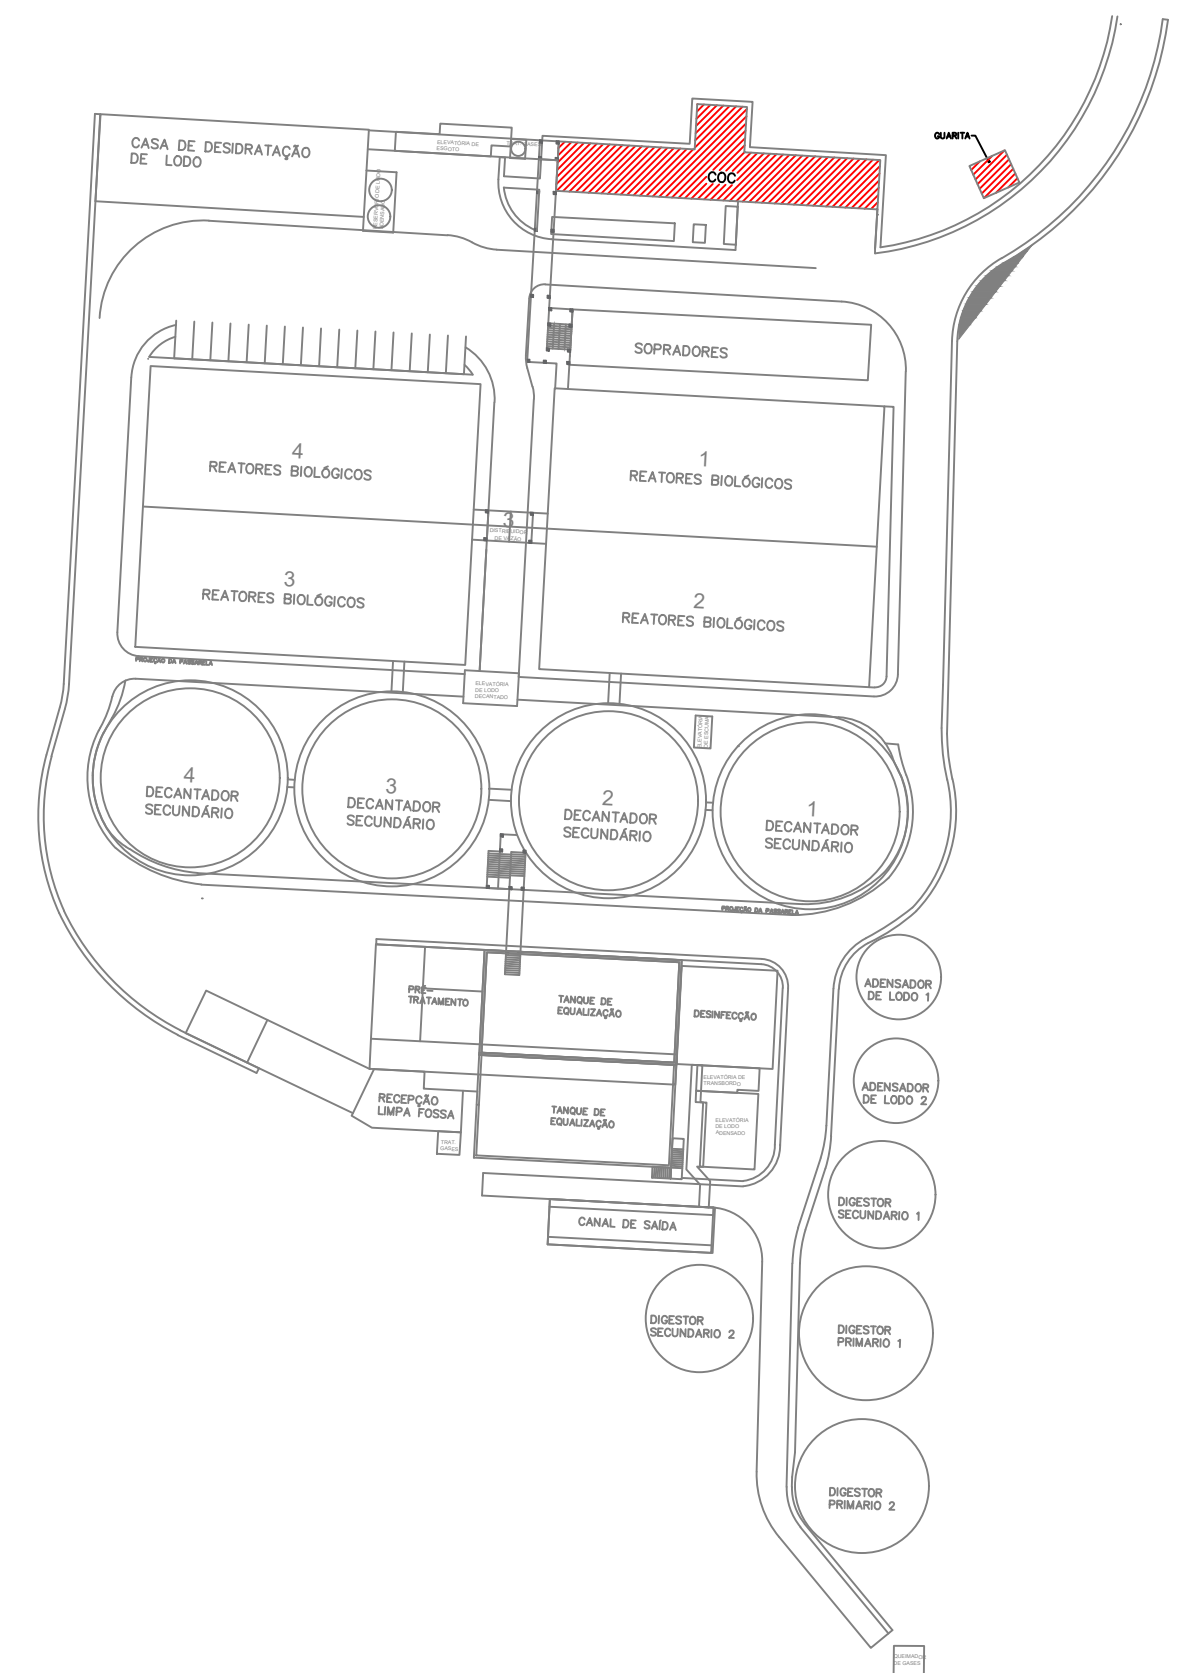 GUARITA
CASA DE DESIDRATAÇÃO
DE LODO
ELEVATÓRIA DE
ESGOTO
COC
SOPRADORES
4
REATORES BIOLÓGICOS
1
REATORES BIOLÓGICOS
3
DISTRIBUIDOR
DE VAZÃO
3
REATORES BIOLÓGICOS
2
REATORES BIOLÓGICOS
PROJEÇÃO DA PASSARELA
ELEVATÓRIA
DE LODO
DECANTADO
ELEVATÓRIA
DE ESCUMA
4
DECANTADOR
SECUNDÁRIO
3
DECANTADOR
SECUNDÁRIO
2
DECANTADOR
SECUNDÁRIO
1
DECANTADOR
SECUNDÁRIO
PROJEÇÃO DA PASSARELA
PRÉ-
TRATAMENTO
TANQUE DE
EQUALIZAÇÃO
DESINFECÇÃO
ADENSADOR
DE LODO 1
ELEVATÓRIA DE
TRANSBORDO
ADENSADOR
DE LODO 2
RECEPÇÃO
LIMPA FOSSA
TANQUE DE
EQUALIZAÇÃO
ELEVATÓRIA
DE LODO
ADENSADO
TRAT.
GASES
DIGESTOR
SECUNDARIO 1
CANAL DE SAÍDA
DIGESTOR
SECUNDARIO 2
DIGESTOR
PRIMARIO 1
DIGESTOR
PRIMARIO 2
QUEIMADOR
DE GASES